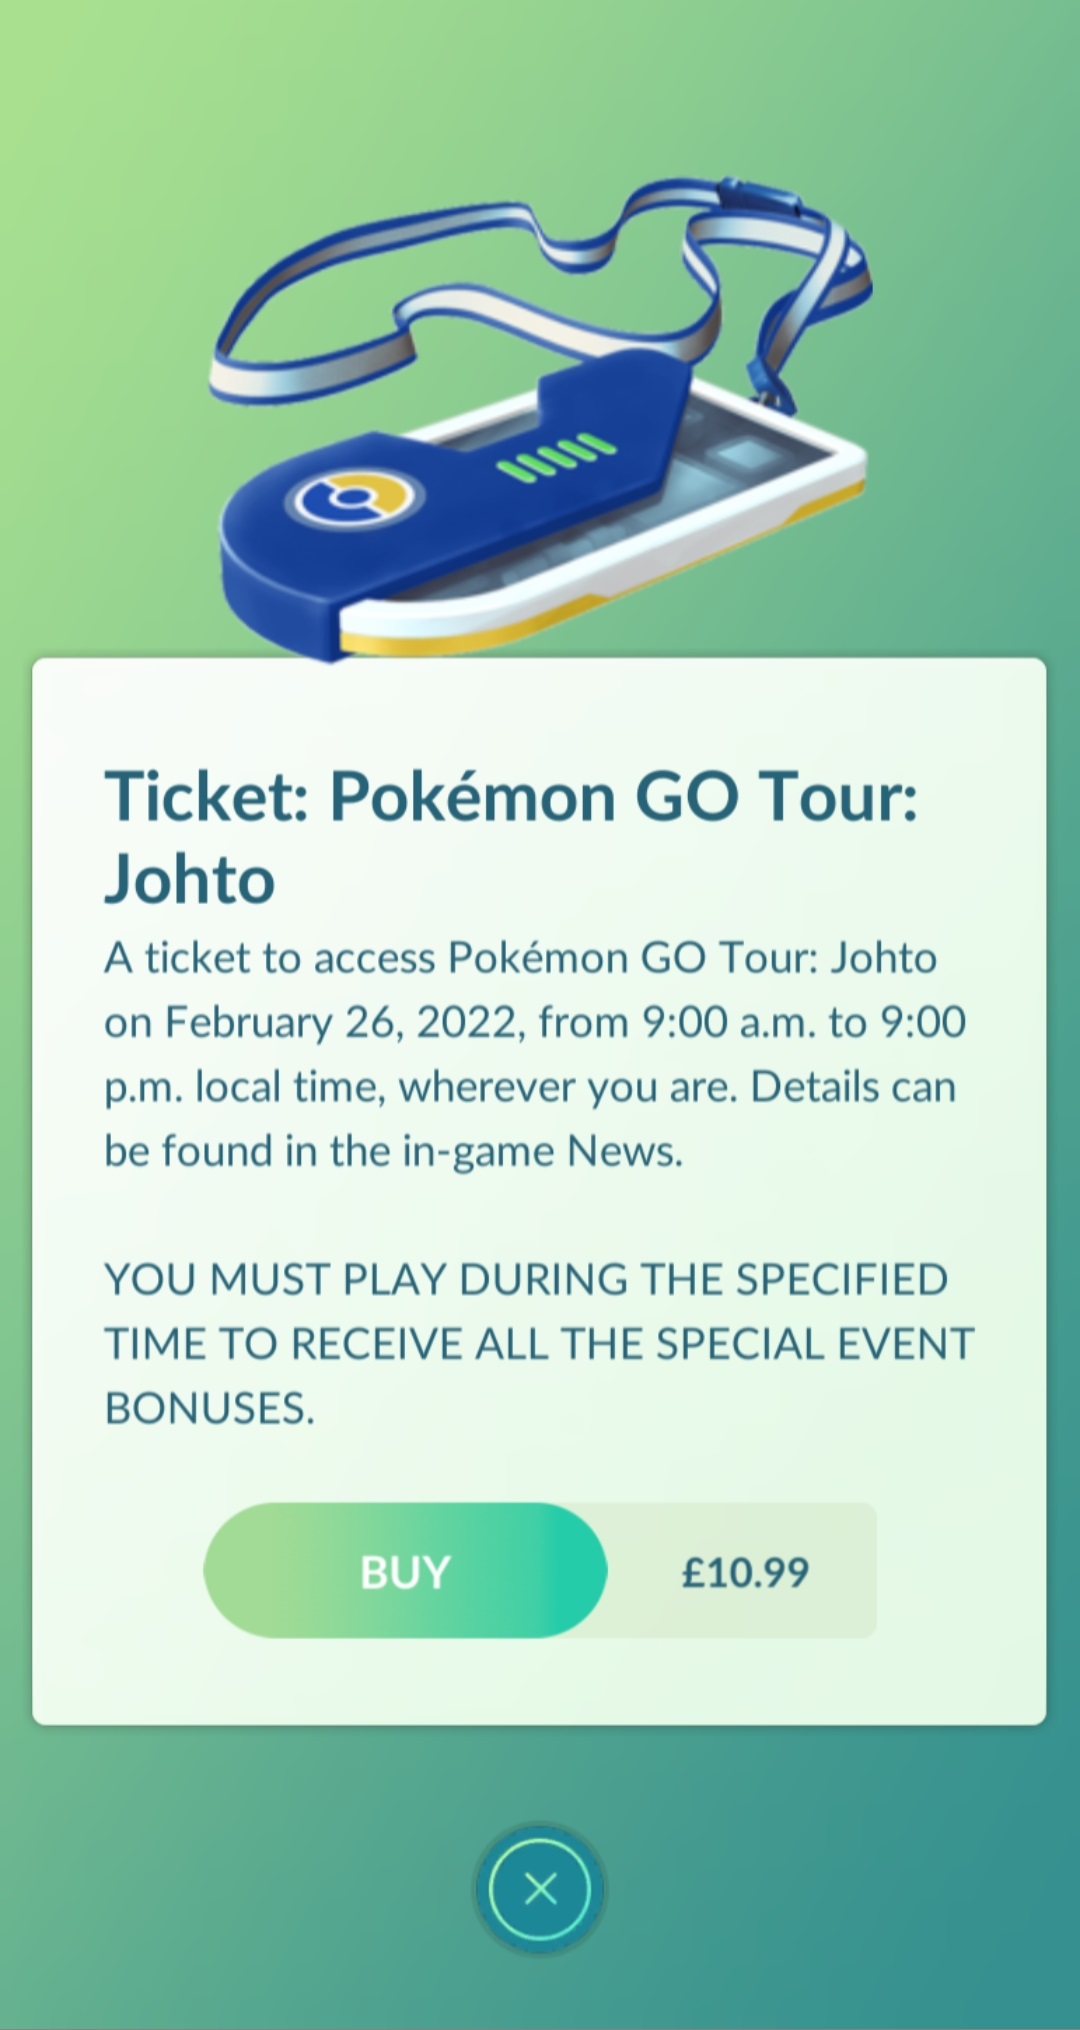 Ticket: Pokémon GO Tour:
Johto
A ticket to access Pokémon GO Tour: Johto
on February 26, 2022, from 9:00 a.m. to 9:00
p.m. local time, wherever you are. Details can
be found in the in-game News.
YOU MUST PLAY DURING THE SPECIFIED
TIME TO RECEIVE ALL THE SPECIAL EVENT
BONUSES.
BUY £10.99